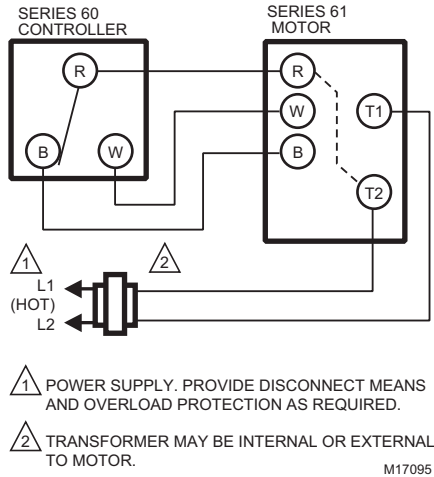 SERIES 60
CONTROLLER
SERIES 61
MOTOR
R
B
W
R
W
B
T1
T2
1
2
L1
(HOT)
L2
1 POWER SUPPLY. PROVIDE DISCONNECT MEANS
AND OVERLOAD PROTECTION AS REQUIRED.
2 TRANSFORMER MAY BE INTERNAL OR EXTERNAL
TO MOTOR.
M17095